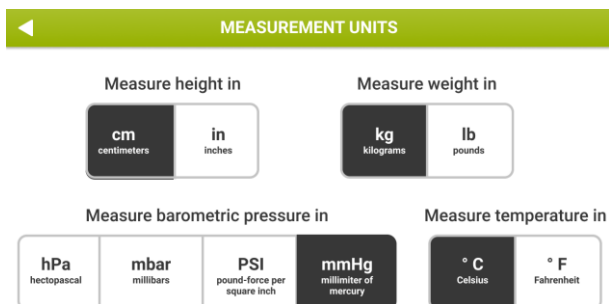 MEASUREMENT UNITS
Measure height in
Measure weight in
cm
centimeters
in
inches
kg
kilograms
lb
pounds
Measure barometric pressure in
Measure temperature in
hPa
hectopascal
mbar
millibars
PSI
pound-force per
square inch
mmHg
millimiter of
mercury
° C
Celsius
° F
Fahrenheit